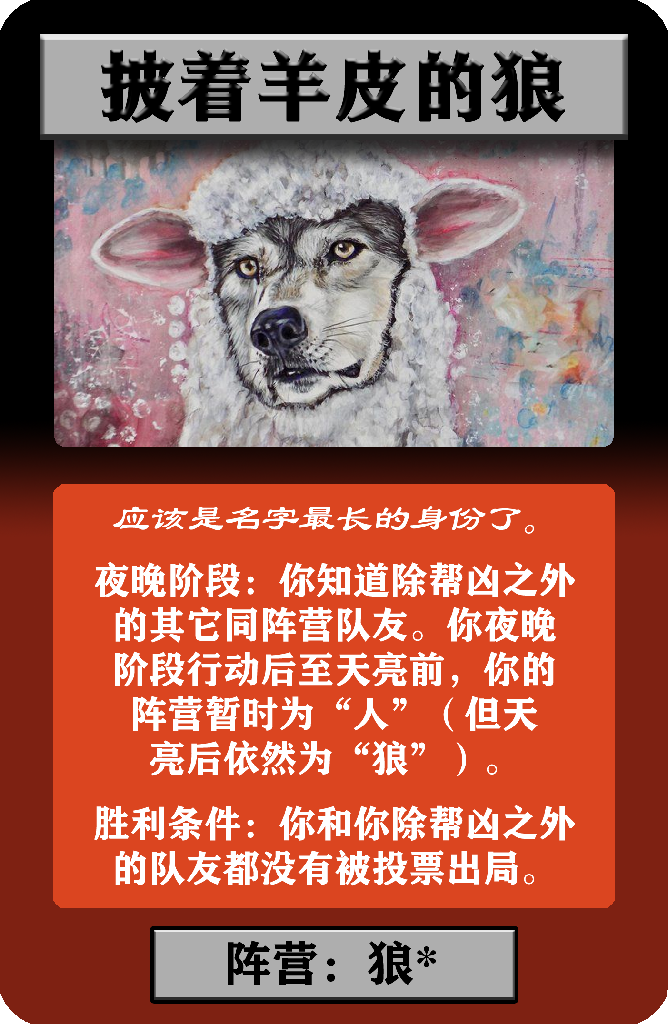 披着羊皮的狼
应该是名字最长的身份了。
夜晚阶段：你知道除帮凶之外
的其它同阵营队友。你夜晚
阶段行动后至天亮前，你的
阵营暂时为“人”（但天
亮后依然为“狼”）。
胜利条件：你和你除帮凶之外
的队友都没有被投票出局。
阵营：狼*